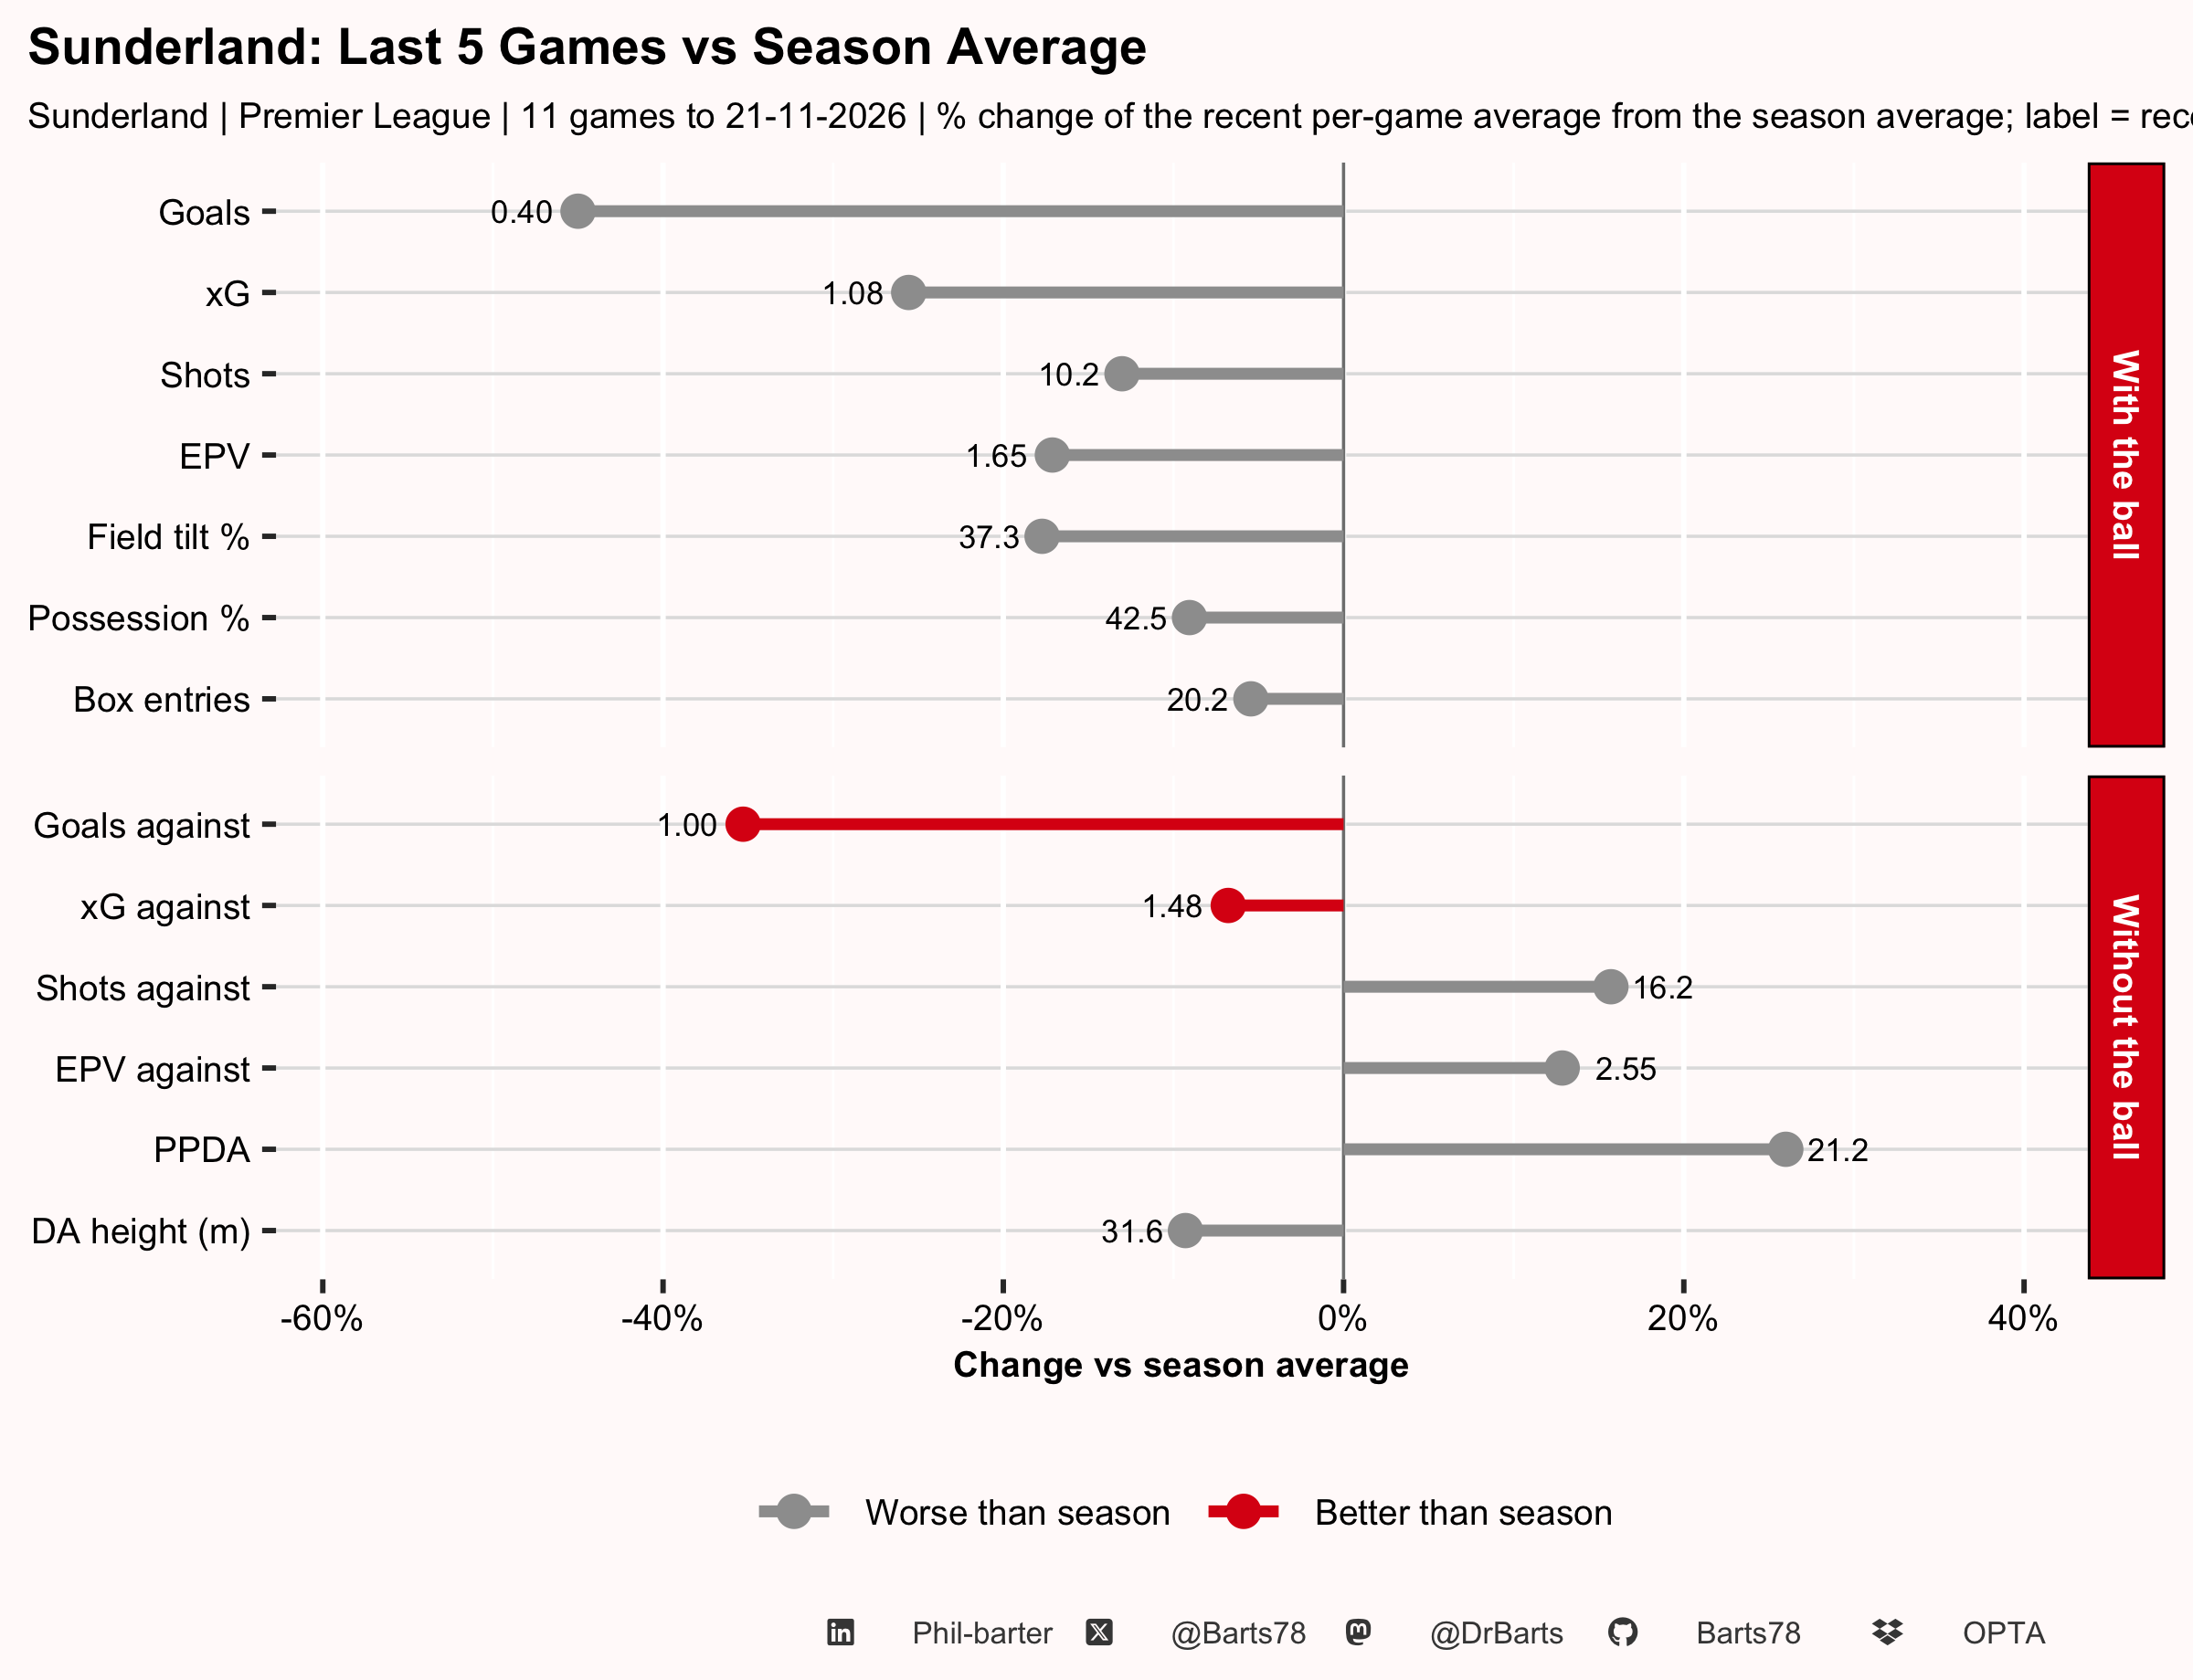 Sunderland: Last 5 Games vs Season Average
Sunderland | Premier League | 11 games to 21-11-2026 | % change of the recent per-game average from the season average; label =
Goals 0.40
xG 1.08
Shots 10.2
EPV 1.65
Field tilt % 37.3
Possession % 42.5
Box entries 20.2
With the ball
Goals against 1.00
xG against 1.48
Shots against 16.2
EPV against 2.55
PPDA 21.2
DA height (m) 31.6
Without the ball
-60% -40% -20% 0% 20% 40%
Change vs season average
Worse than season Better than season
Phil-barter @Barts78 @DrBarts Barts78 OPTA